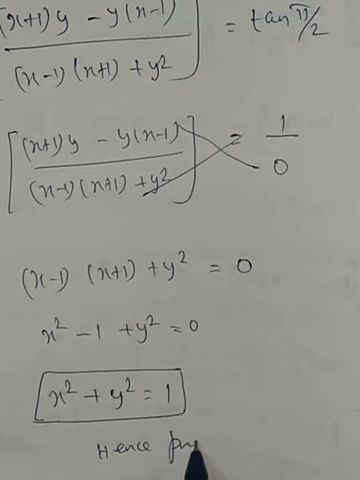 (x+1)y - y(x-1) / (x-1)(x+1) + y² = tan π/2
[(x+1)y - y(x-1) / (x-1)(x+1) + y²] = 1/0
(x-1) (x+1) + y² = 0
x² - 1 + y² = 0
x² + y² = 1
Hence